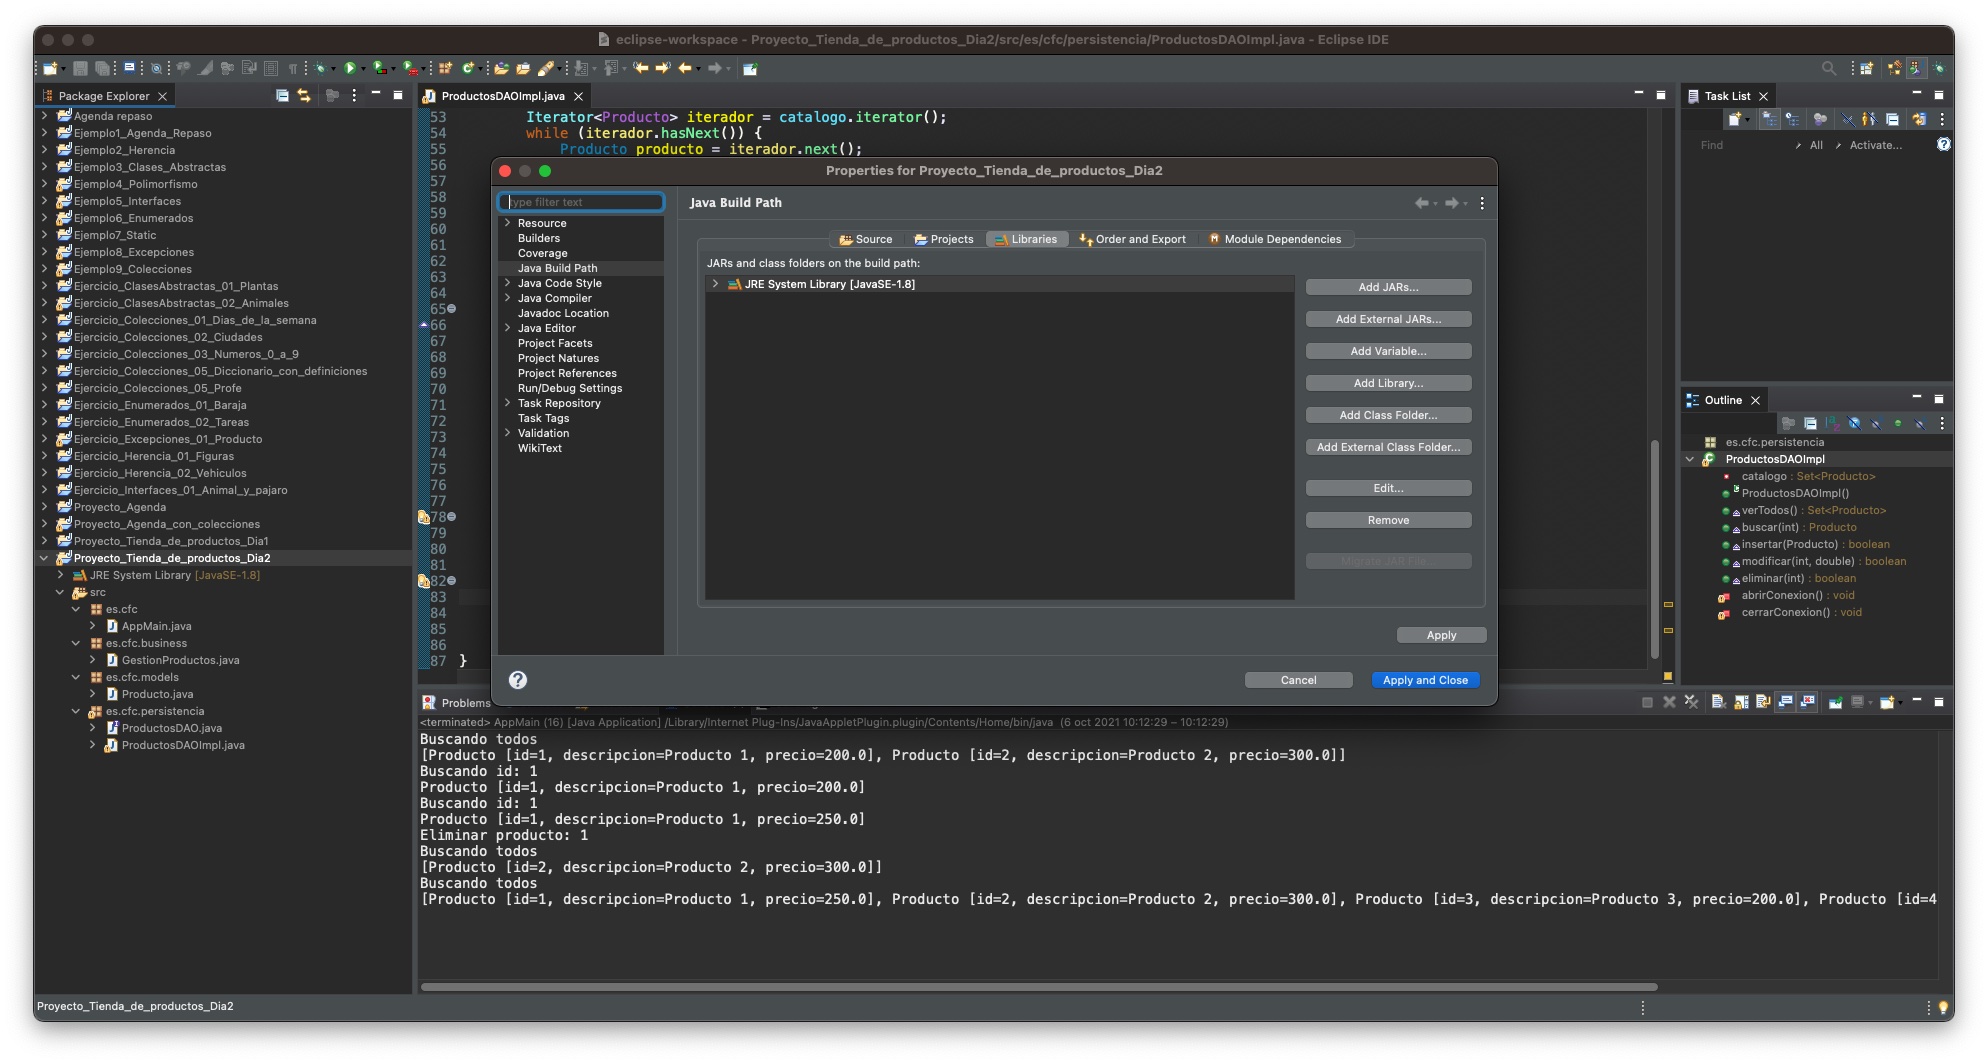 eclipse-workspace - Proyecto_Tienda_de_productos_Dia2/src/es/cfc/persistencia/ProductosDAOImpl.java - Eclipse IDE
Package Explorer
Agenda repaso
Ejemplo1_Agenda_Repaso
Ejemplo2_Herencia
Ejemplo3_Clases_Abstractas
Ejemplo4_Polimorfismo
Ejemplo5_Interfaces
Ejemplo6_Enumerados
Ejemplo7_Static
Ejemplo8_Excepciones
Ejemplo9_Colecciones
Ejercicio_ClasesAbstractas_01_Plantas
Ejercicio_ClasesAbstractas_02_Animales
Ejercicio_Colecciones_01_Dias_de_la_semana
Ejercicio_Colecciones_02_Ciudades
Ejercicio_Colecciones_03_Numeros_0_a_9
Ejercicio_Colecciones_05_Diccionario_con_definiciones
Ejercicio_Colecciones_05_Profe
Ejercicio_Enumerados_01_Baraja
Ejercicio_Enumerados_02_Tareas
Ejercicio_Excepciones_01_Producto
Ejercicio_Herencia_01_Figuras
Ejercicio_Herencia_02_Vehiculos
Ejercicio_Interfaces_01_Animal_y_pajaro
Proyecto_Agenda
Proyecto_Agenda_con_colecciones
Proyecto_Tienda_de_productos_Dia1
Proyecto_Tienda_de_productos_Dia2
JRE System Library [JavaSE-1.8]
src
es.cfc
AppMain.java
es.cfc.business
GestionProductos.java
es.cfc.models
Producto.java
es.cfc.persistencia
ProductosDAO.java
ProductosDAOImpl.java
ProductosDAOImpl.java
53 Iterator<Producto> iterador = catalogo.iterator();
54 while (iterador.hasNext()) {
55 Producto producto = iterador.next();
56
57
58
59
60
61
62
63
64
65
66
67
68
69
70
71
72
73
74
75
76
77
78
79
80
81
82
83
84
85
86
87 }
Properties for Proyecto_Tienda_de_productos_Dia2
type filter text
Resource
Builders
Coverage
Java Build Path
Java Code Style
Java Compiler
Javadoc Location
Java Editor
Project Facets
Project Natures
Project References
Run/Debug Settings
Task Repository
Task Tags
Validation
WikiText
Java Build Path
Source Projects Libraries Order and Export Module Dependencies
JARs and class folders on the build path:
JRE System Library [JavaSE-1.8]
Add JARs...
Add External JARs...
Add Variable...
Add Library...
Add Class Folder...
Add External Class Folder...
Edit...
Remove
Migrate JAR File...
Apply
Cancel Apply and Close
Task List
Find All Activate...
Outline
es.cfc.persistencia
ProductosDAOImpl
catalogo : Set<Producto>
ProductosDAOImpl()
verTodos() : Set<Producto>
buscar(int) : Producto
insertar(Producto) : boolean
modificar(int, double) : boolean
eliminar(int) : boolean
abrirConexion() : void
cerrarConexion() : void
Problems
<terminated> AppMain (16) [Java Application] /Library/Internet Plug-Ins/JavaAppletPlugin.plugin/Contents/Home/bin/java (6 oct 2021 10:12:29 – 10:12:29)
Buscando todos
[Producto [id=1, descripcion=Producto 1, precio=200.0], Producto [id=2, descripcion=Producto 2, precio=300.0]]
Buscando id: 1
Producto [id=1, descripcion=Producto 1, precio=200.0]
Buscando id: 1
Producto [id=1, descripcion=Producto 1, precio=250.0]
Eliminar producto: 1
Buscando todos
[Producto [id=2, descripcion=Producto 2, precio=300.0]]
Buscando todos
[Producto [id=1, descripcion=Producto 1, precio=250.0], Producto [id=2, descripcion=Producto 2, precio=300.0], Producto [id=3, descripcion=Producto 3, precio=200.0], Producto [id=4
Proyecto_Tienda_de_productos_Dia2